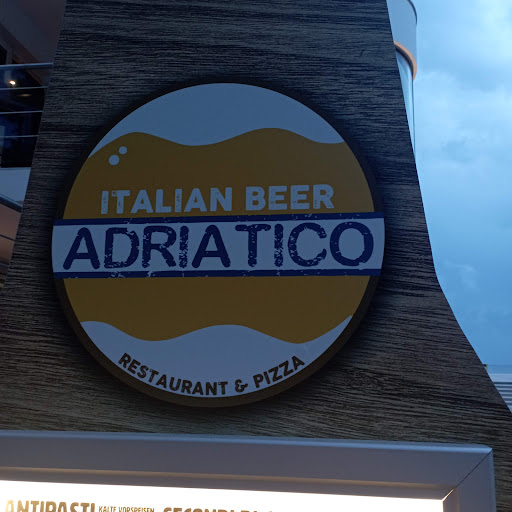 ITALIAN BEER
ADRIATICO
RESTAURANT & PIZZA
ANTIPASTI KALTE VORSPEISEN